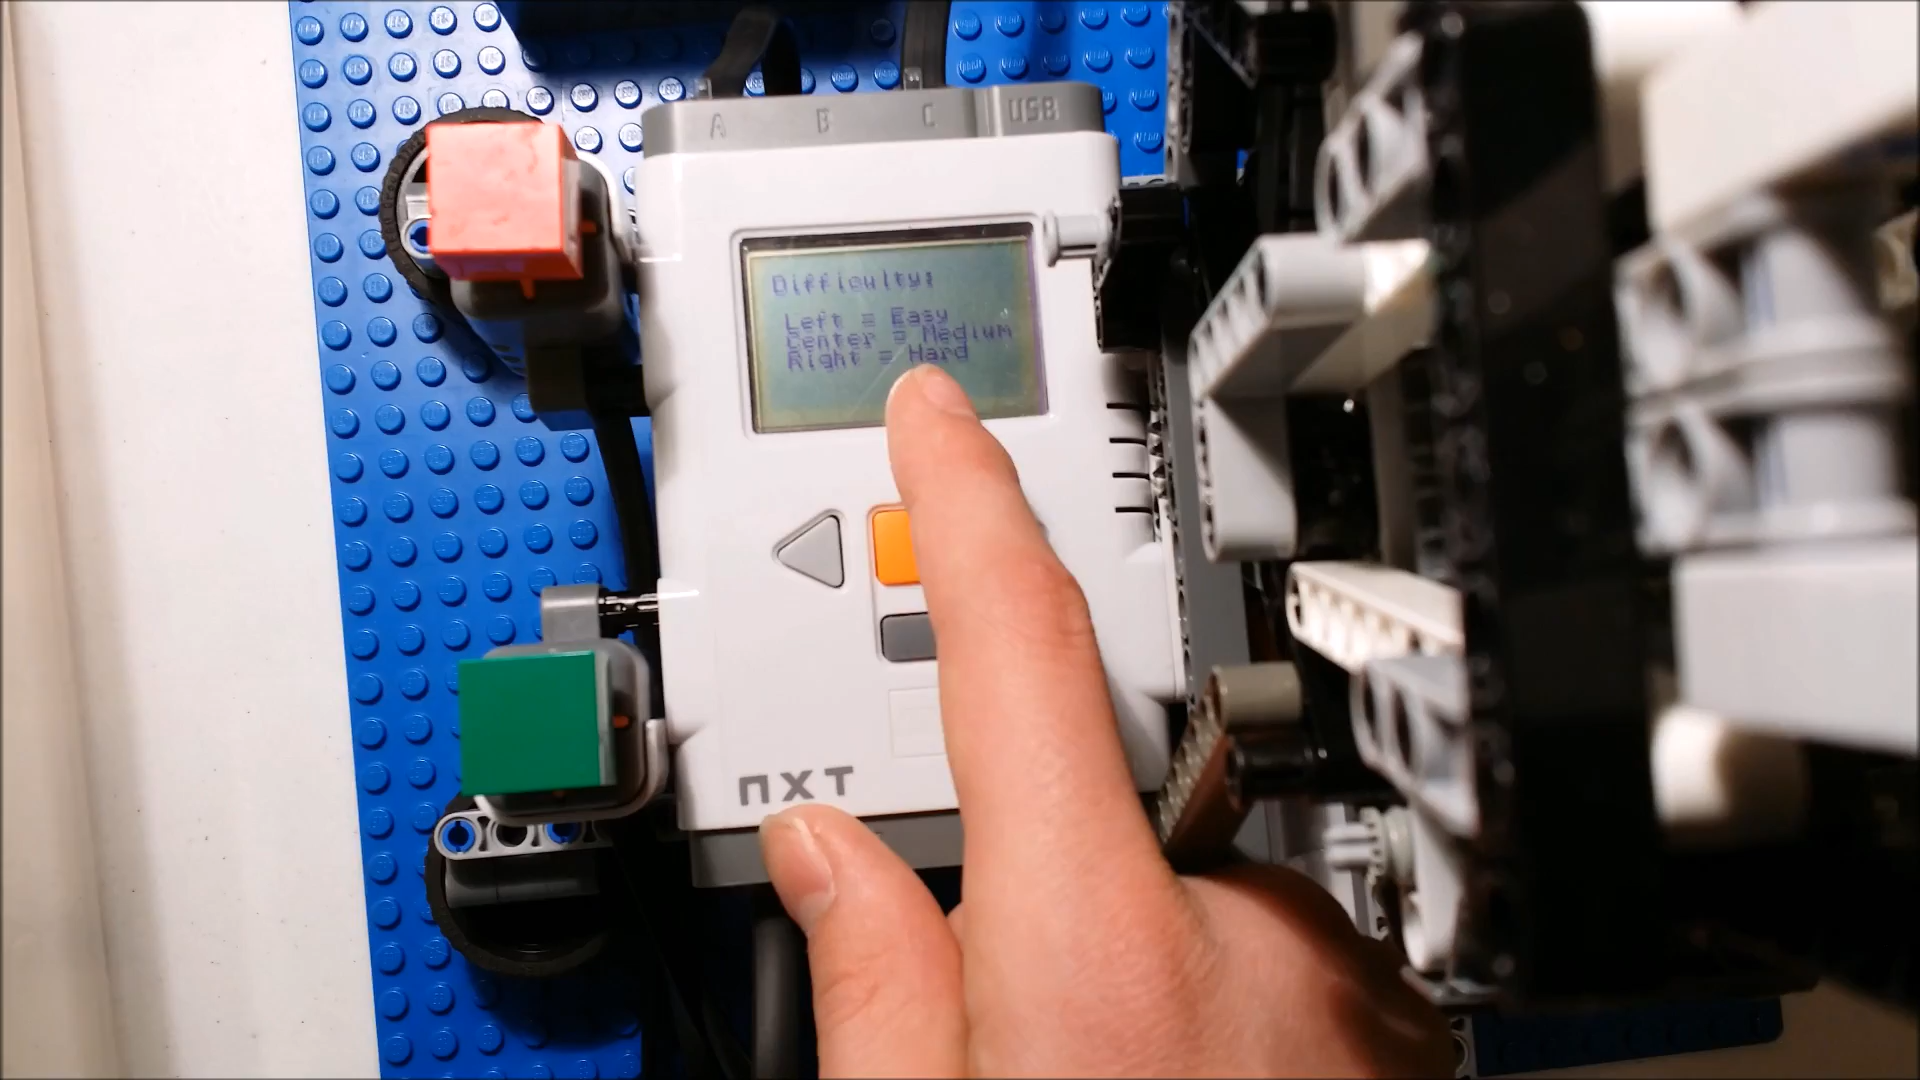 A B C USB
Difficulty:
Left = Easy
Center = Medium
Right = Hard
nXT